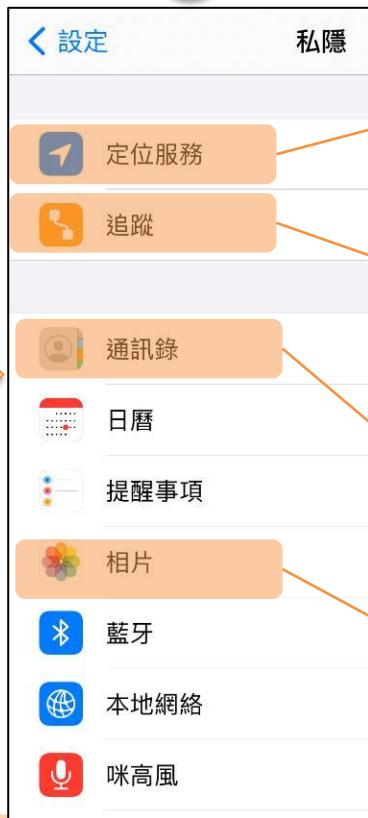 設定 私隱
定位服務
追蹤
通訊錄
日曆
提醒事項
相片
藍牙
本地網絡
咪高風